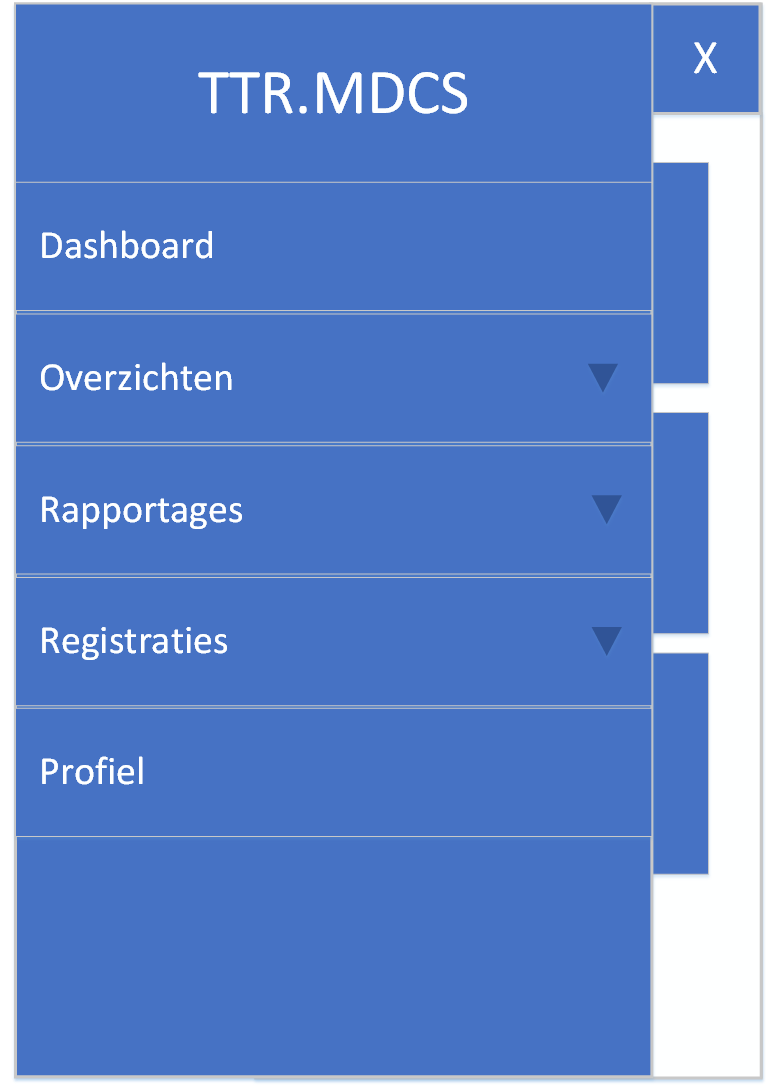 TTR.MDCS
X
Dashboard
Overzichten
Rapportages
Registraties
Profiel